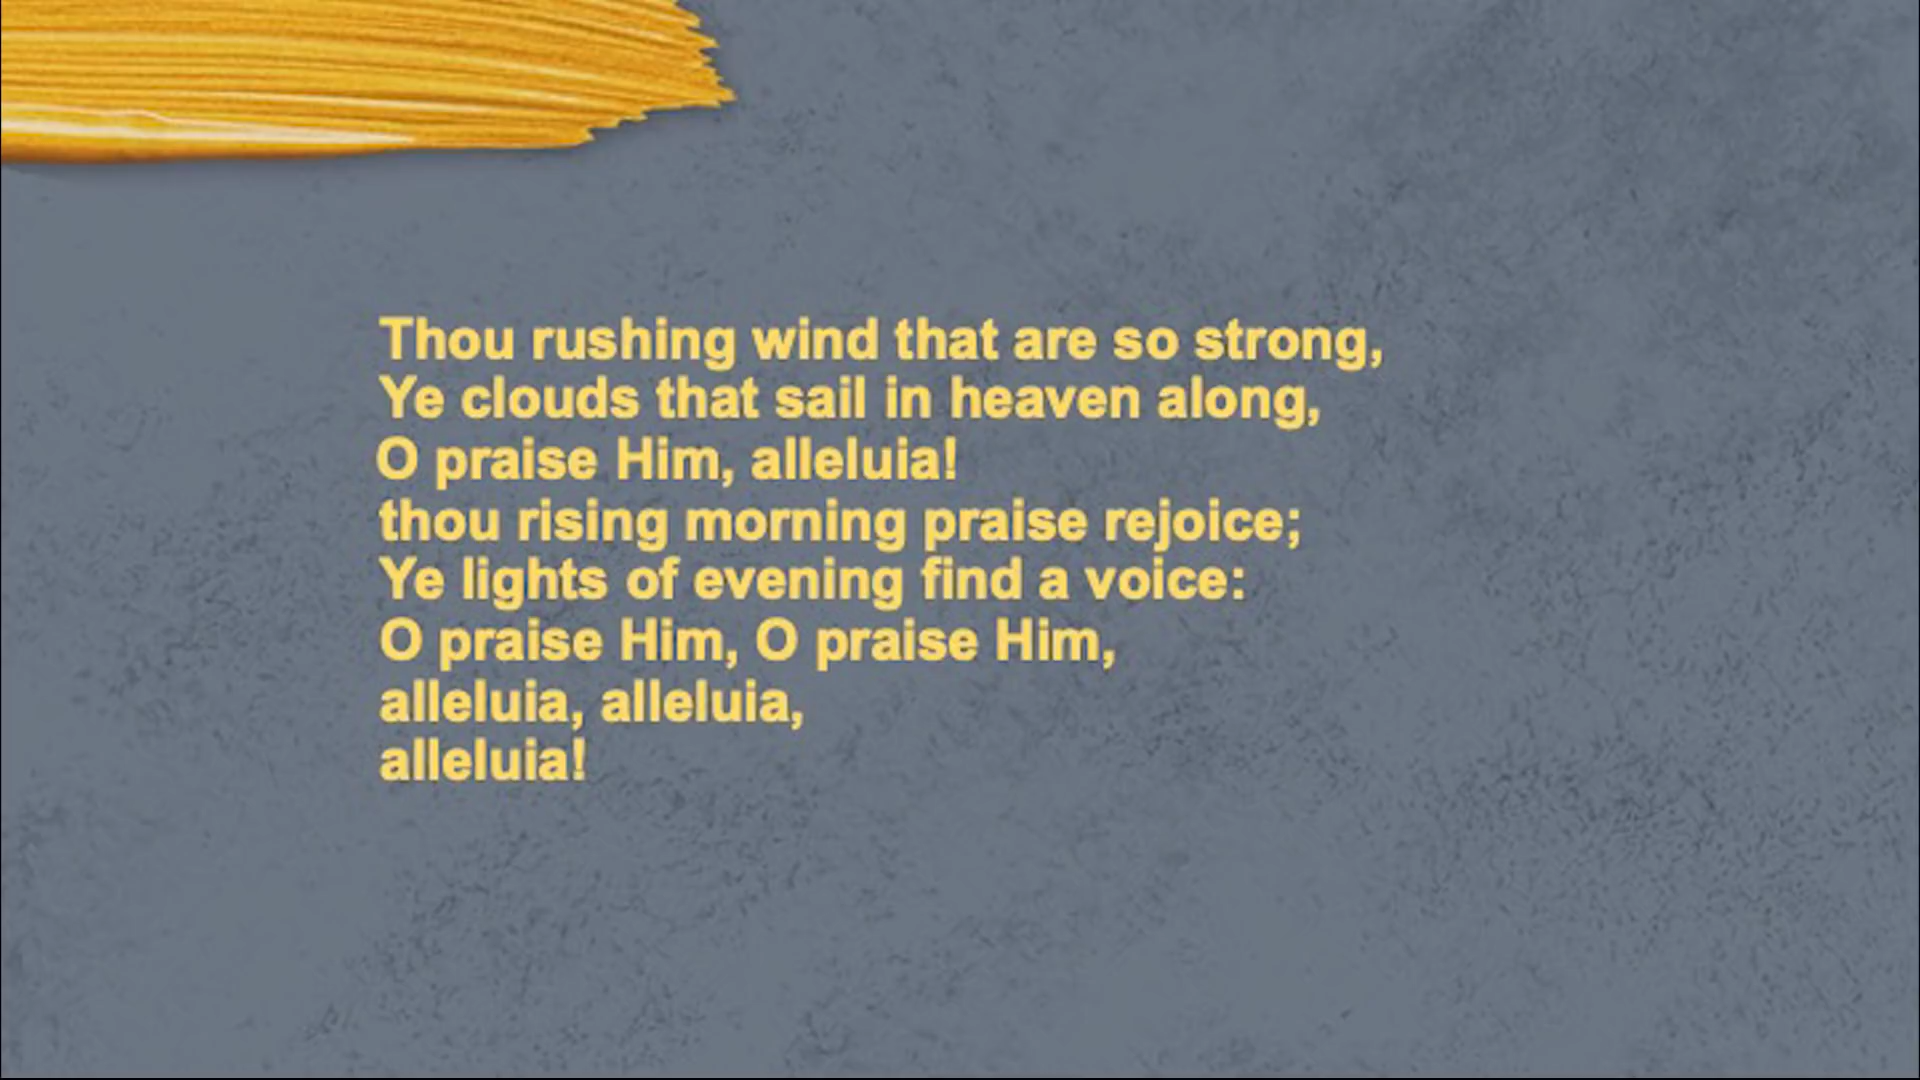 Thou rushing wind that are so strong,
Ye clouds that sail in heaven along,
O praise Him, alleluia!
thou rising morning praise rejoice;
Ye lights of evening find a voice:
O praise Him, O praise Him,
alleluia, alleluia,
alleluia!